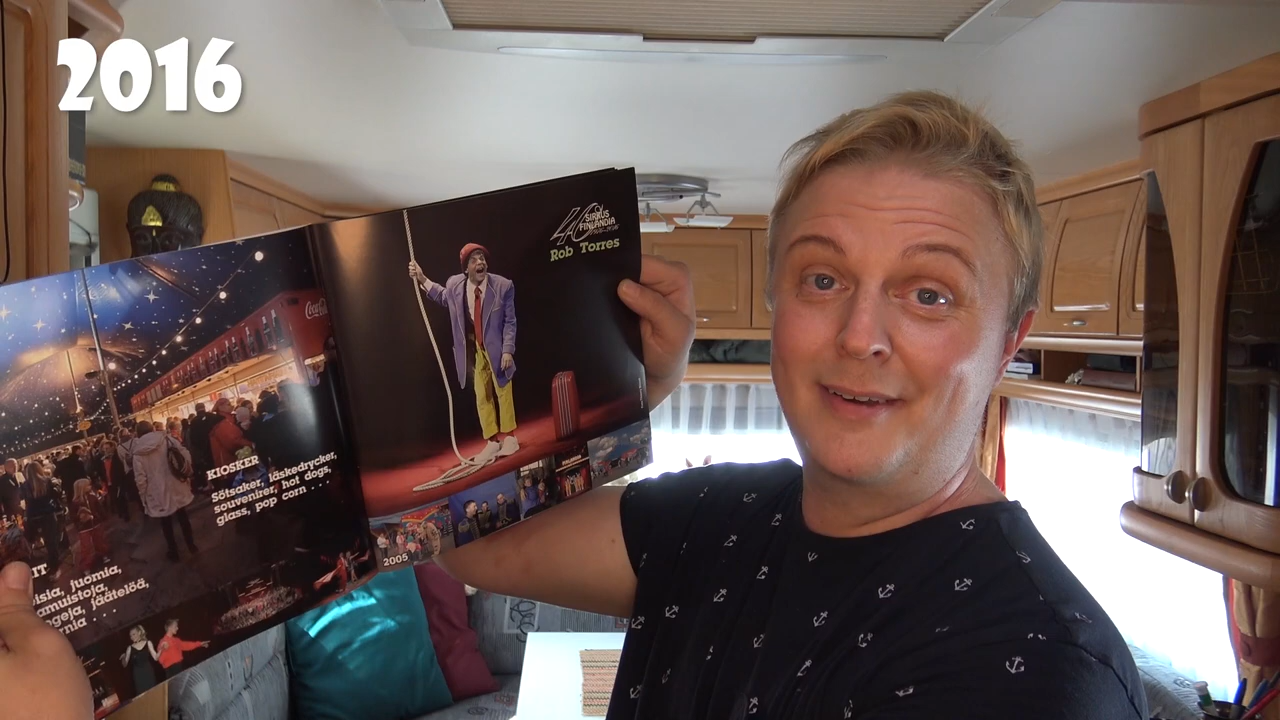 2016
40
SIRKUS
FINLANDIA
Rob Torres
Coca-Cola
KIOSKER
Sötsaker, läskedrycker,
souvenirer, hot dogs,
glass, pop corn . . .
2005
juomia,